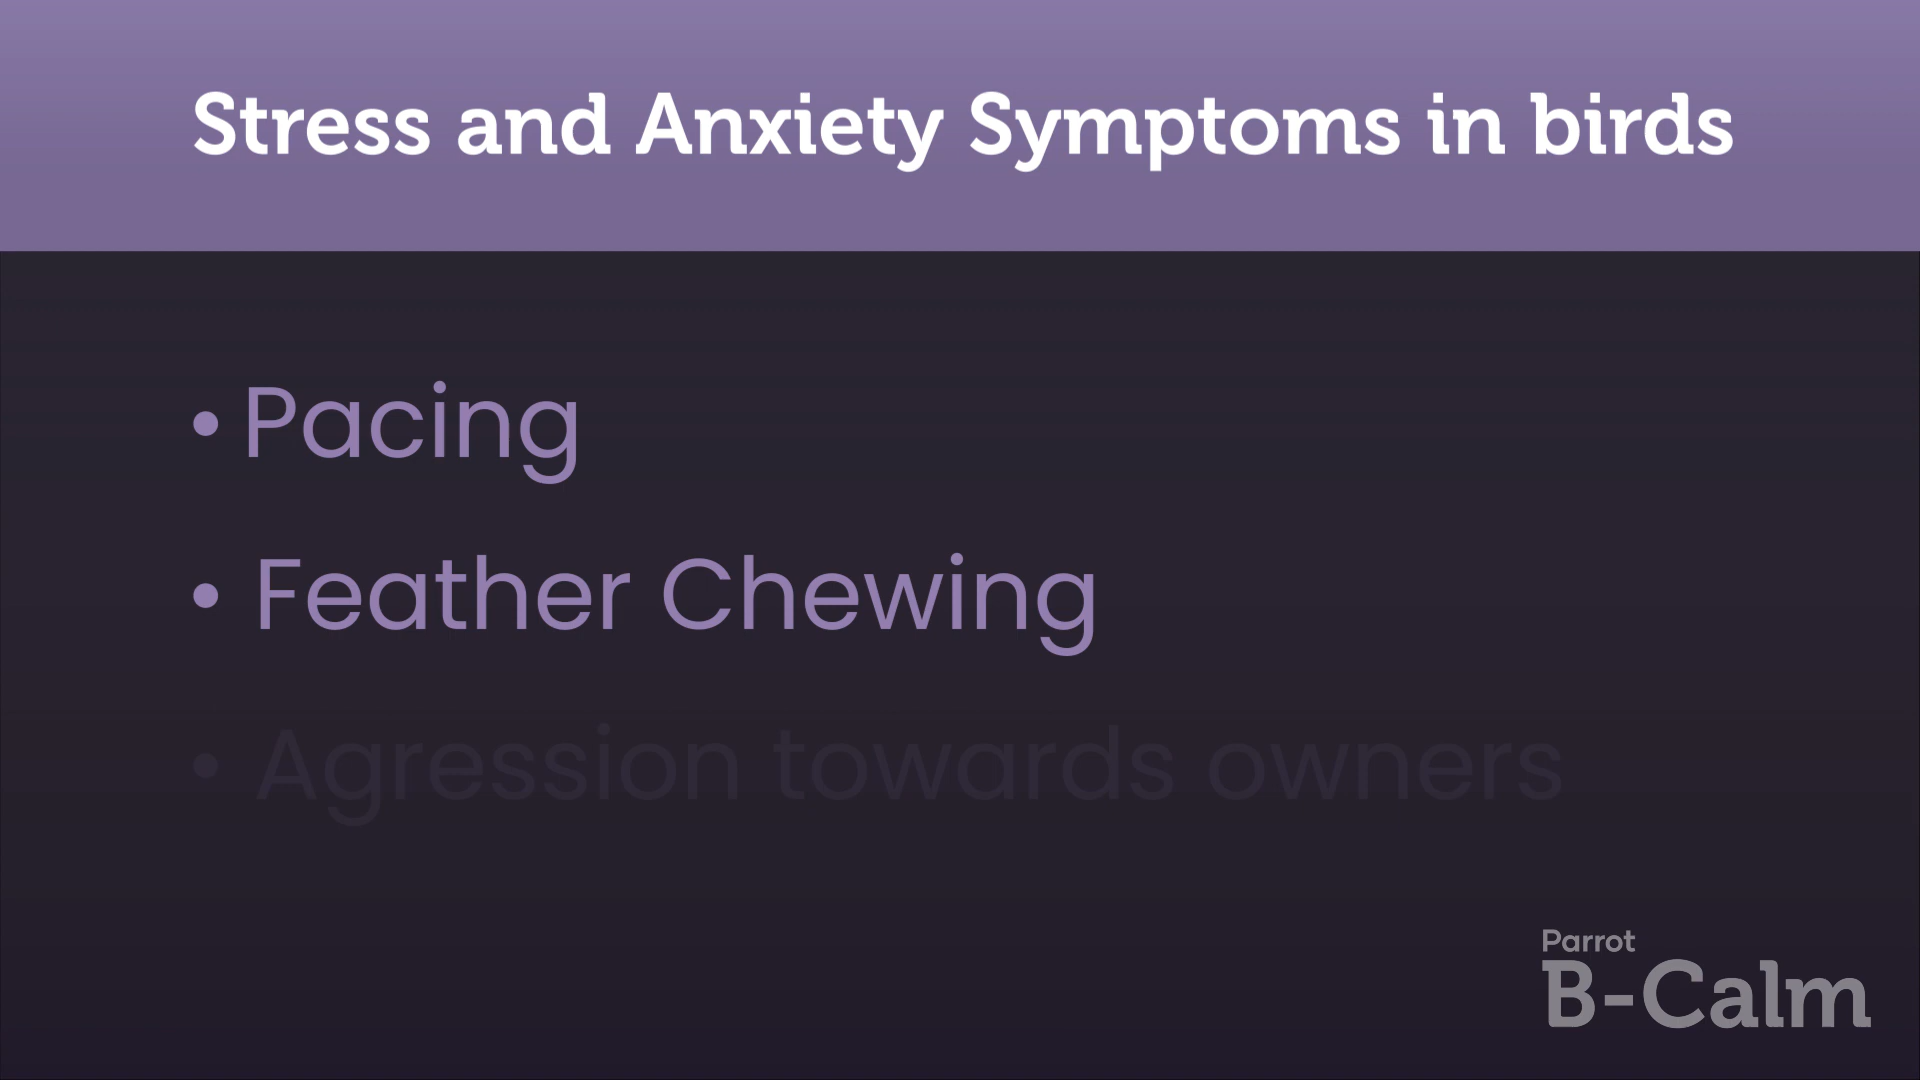 Stress and Anxiety Symptoms in birds
• Pacing
• Feather Chewing
• Agression towards owners
Parrot
B-Calm